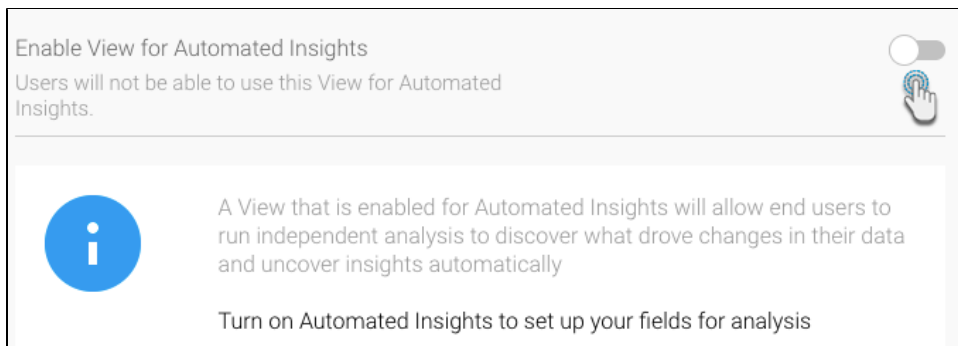 Enable View for Automated Insights
Users will not be able to use this View for Automated
Insights.
A View that is enabled for Automated Insights will allow end users to
run independent analysis to discover what drove changes in their data
and uncover insights automatically
Turn on Automated Insights to set up your fields for analysis